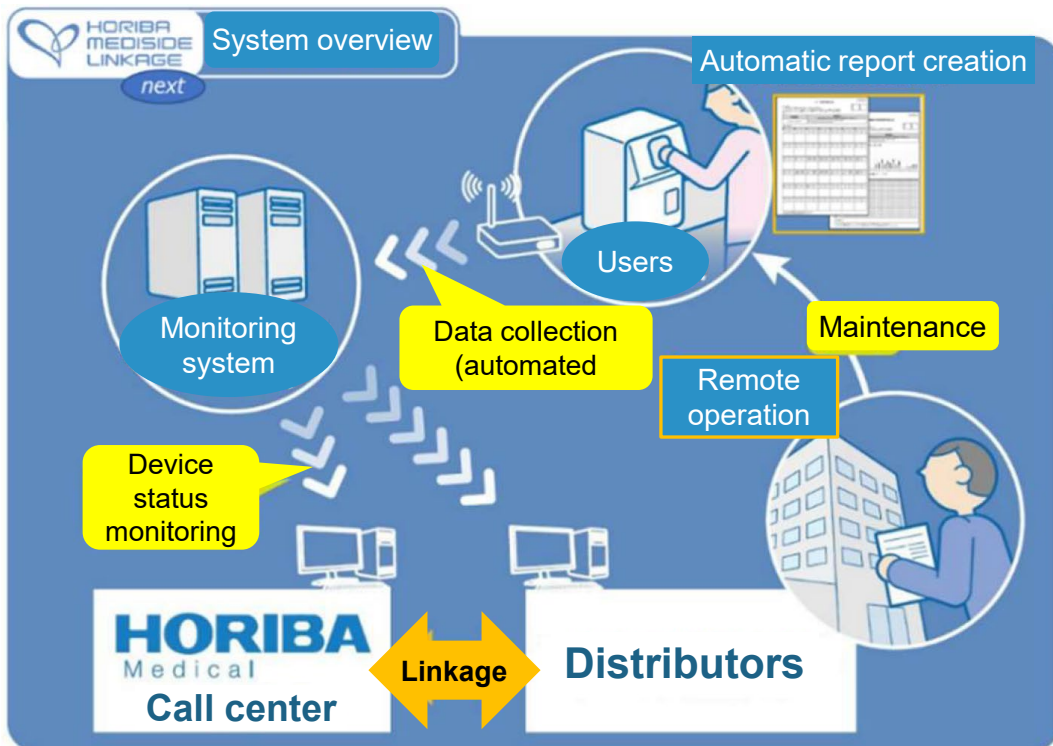 HORIBA
MEDISIDE
LINKAGE
next
System overview
Automatic report creation
Users
Monitoring
system
Data collection
(automated
Maintenance
Remote
operation
Device
status
monitoring
HORIBA
Medical
Call center
Linkage
Distributors